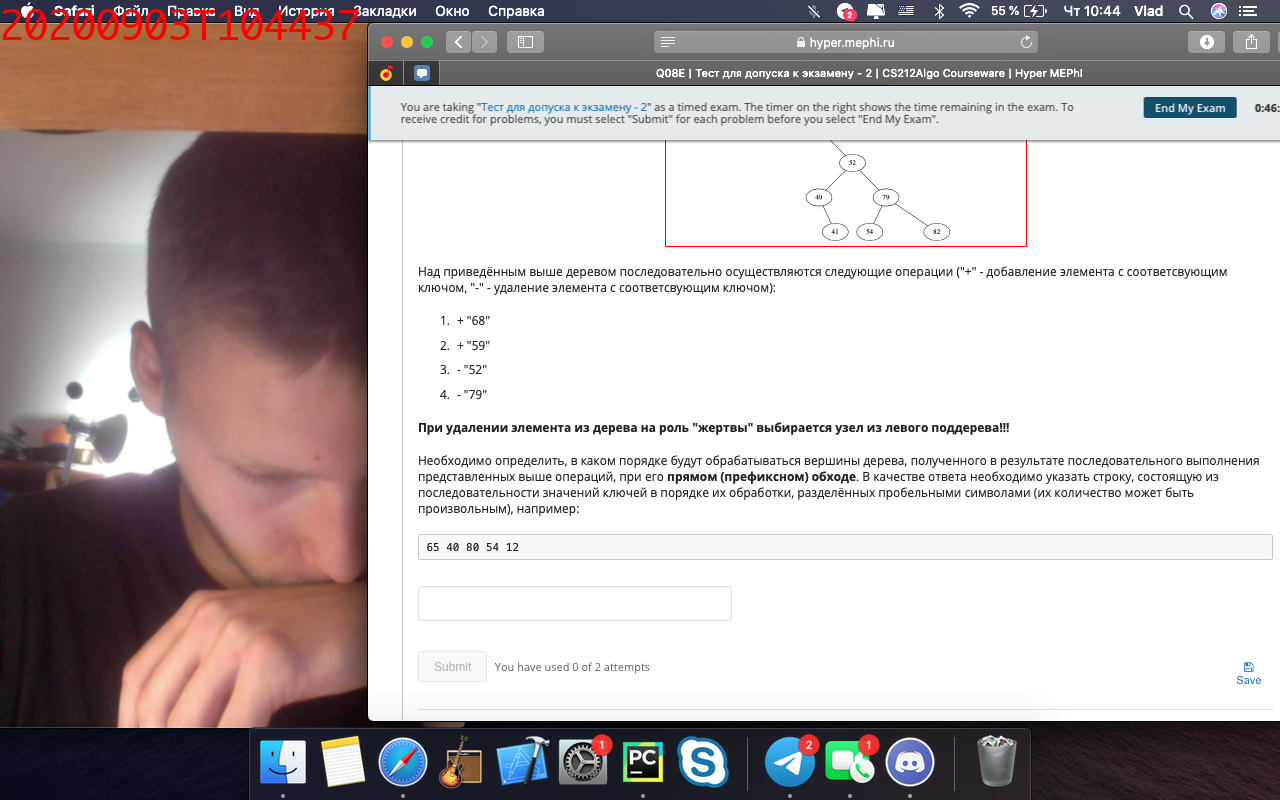 Safari Файл Правка Вид История Закладки Окно Справка 2 55 % Чт 10:44 Vlad
20200903T104437
hyper.mephi.ru
Q08E | Тест для допуска к экзамену - 2 | CS212Algo Courseware | Hyper MEPhI
You are taking "Тест для допуска к экзамену - 2" as a timed exam. The timer on the right shows the time remaining in the exam. To
receive credit for problems, you must select "Submit" for each problem before you select "End My Exam".
End My Exam
0:46:
52
40 79
41 54 82
Над приведённым выше деревом последовательно осуществляются следующие операции ("+" - добавление элемента с соответсвующим
ключом, "-" - удаление элемента с соответсвующим ключом):
1. + "68"
2. + "59"
3. - "52"
4. - "79"
При удалении элемента из дерева на роль "жертвы" выбирается узел из левого поддерева!!!
Необходимо определить, в каком порядке будут обрабатываться вершины дерева, полученного в результате последовательного выполнения
представленных выше операций, при его прямом (префиксном) обходе. В качестве ответа необходимо указать строку, состоящую из
последовательности значений ключей в порядке их обработки, разделённых пробельными символами (их количество может быть
произвольным), например:
65 40 80 54 12
Submit
You have used 0 of 2 attempts
Save
1
PC
2
1